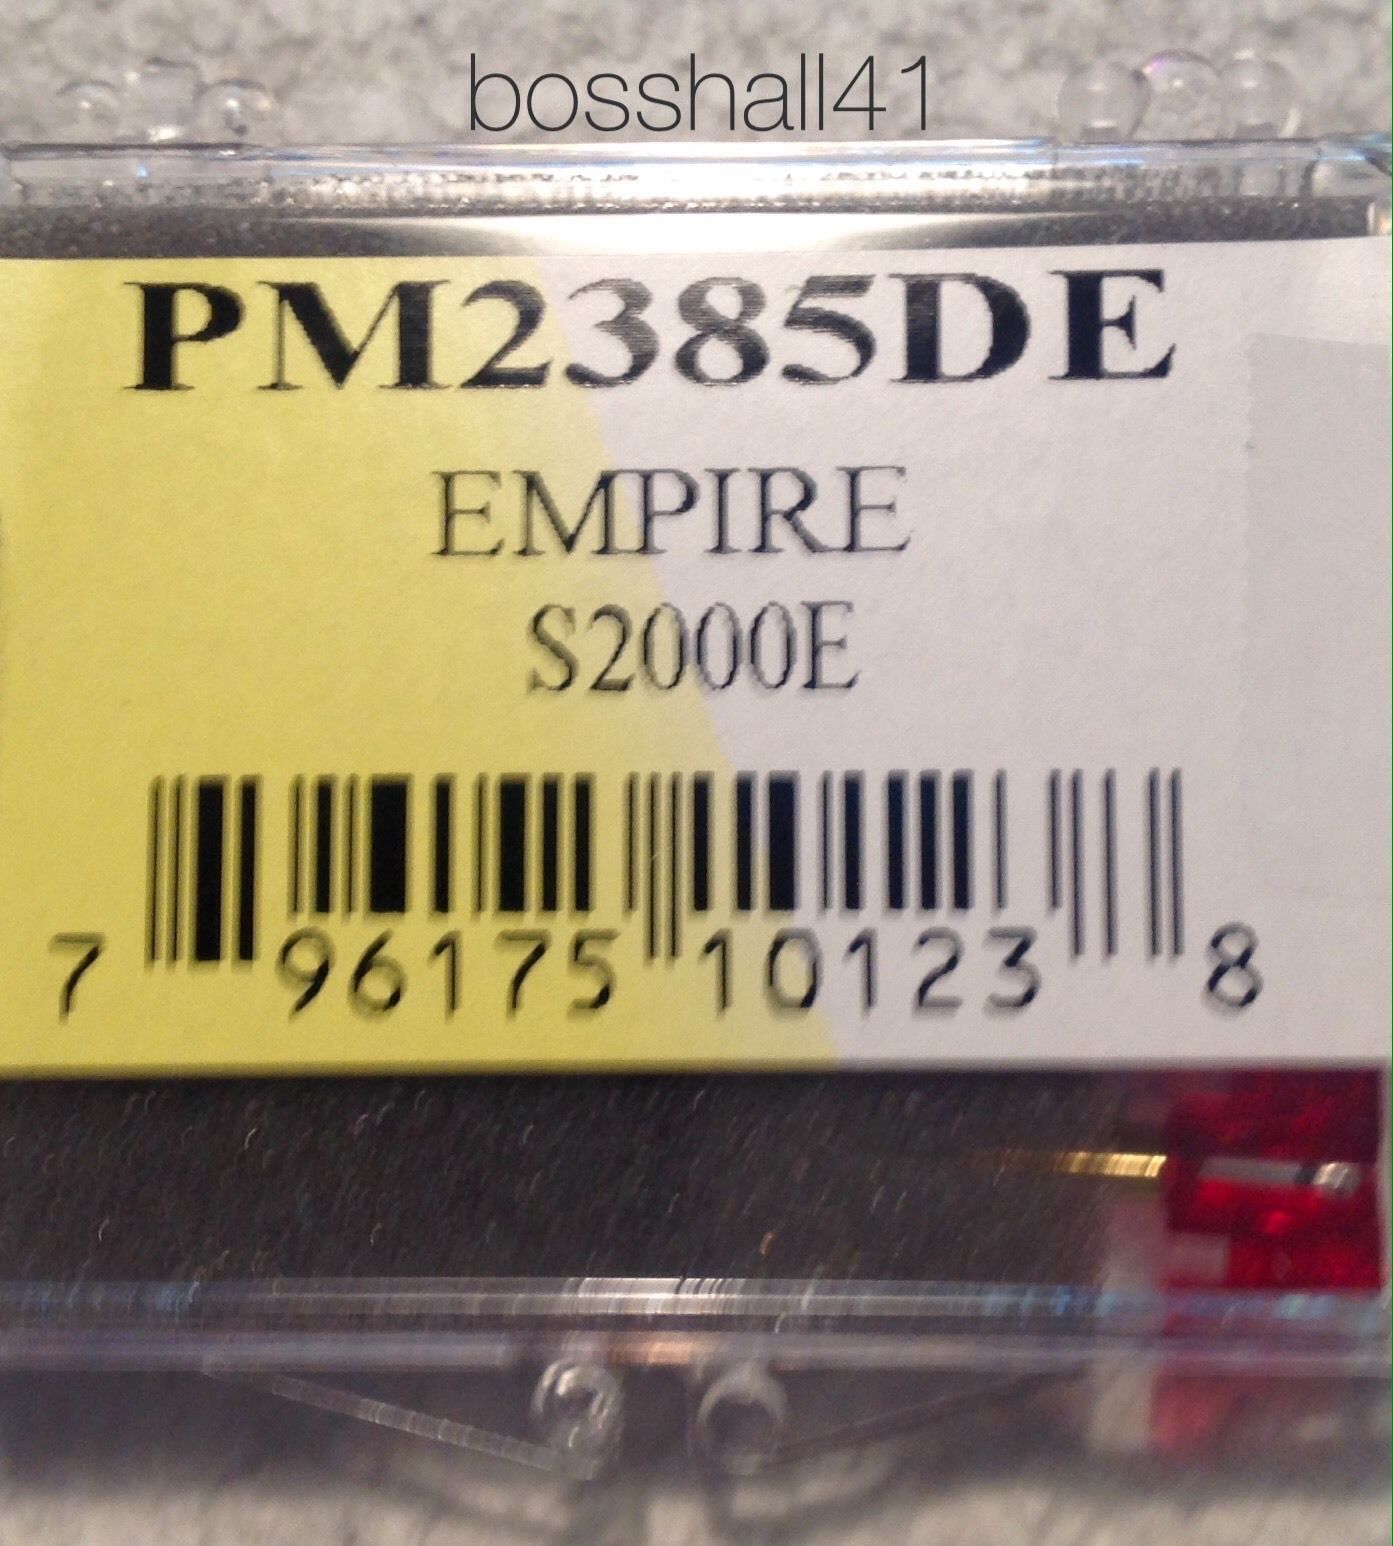 bosshall41
PM2385DE
EMPIRE
S2000E
7 96175 10123 8